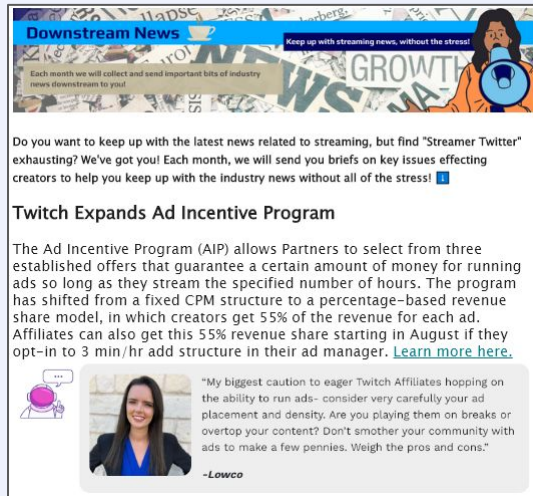 Downstream News
Keep up with streaming news, without the stress!
GROWTH
NEWS
Each month we will collect and send important bits of industry
news downstream to you!
Do you want to keep up with the latest news related to streaming, but find "Streamer Twitter"
exhausting? We've got you! Each month, we will send you briefs on key issues effecting
creators to help you keep up with the industry news without all of the stress! i
Twitch Expands Ad Incentive Program
The Ad Incentive Program (AIP) allows Partners to select from three
established offers that guarantee a certain amount of money for running
ads so long as they stream the specified number of hours. The program
has shifted from a fixed CPM structure to a percentage-based revenue
share model, in which creators get 55% of the revenue for each ad.
Affiliates can also get this 55% revenue share starting in August if they
opt-in to 3 min/hr add structure in their ad manager. Learn more here.
"My biggest caution to eager Twitch Affiliates hopping on
the ability to run ads- consider very carefully your ad
placement and density. Are you playing them on breaks or
overtop your content? Don't smother your community with
ads to make a few pennies. Weigh the pros and cons."
-Lowco